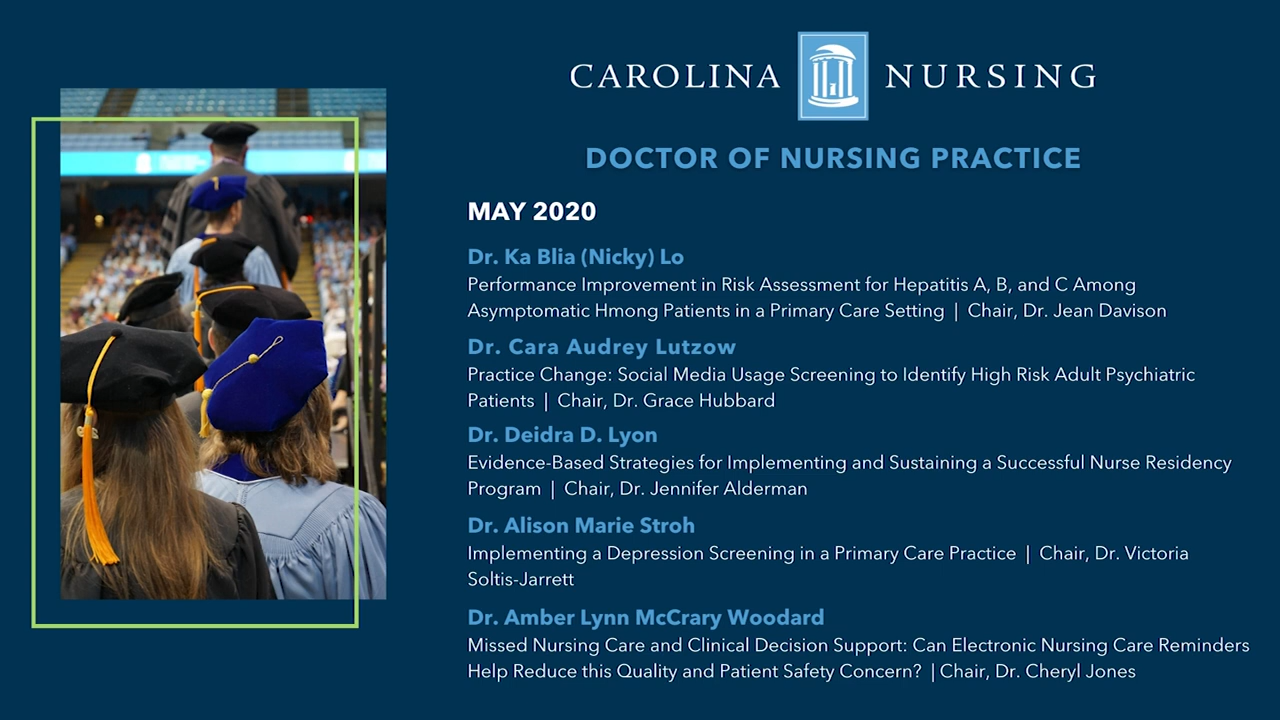 CAROLINA NURSING
DOCTOR OF NURSING PRACTICE
MAY 2020
Dr. Ka Blia (Nicky) Lo
Performance Improvement in Risk Assessment for Hepatitis A, B, and C Among
Asymptomatic Hmong Patients in a Primary Care Setting | Chair, Dr. Jean Davison
Dr. Cara Audrey Lutzow
Practice Change: Social Media Usage Screening to Identify High Risk Adult Psychiatric
Patients | Chair, Dr. Grace Hubbard
Dr. Deidra D. Lyon
Evidence-Based Strategies for Implementing and Sustaining a Successful Nurse Residency
Program | Chair, Dr. Jennifer Alderman
Dr. Alison Marie Stroh
Implementing a Depression Screening in a Primary Care Practice | Chair, Dr. Victoria
Soltis-Jarrett
Dr. Amber Lynn McCrary Woodard
Missed Nursing Care and Clinical Decision Support: Can Electronic Nursing Care Reminders
Help Reduce this Quality and Patient Safety Concern? | Chair, Dr. Cheryl Jones